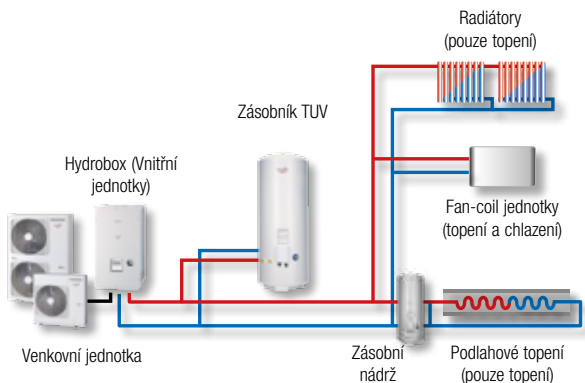 Radiátory
(pouze topení)
Zásobník TUV
Hydrobox (Vnitřní
jednotky)
Fan-coil jednotky
(topení a chlazení)
Venkovní jednotka
Zásobní
nádrž
Podlahové topení
(pouze topení)